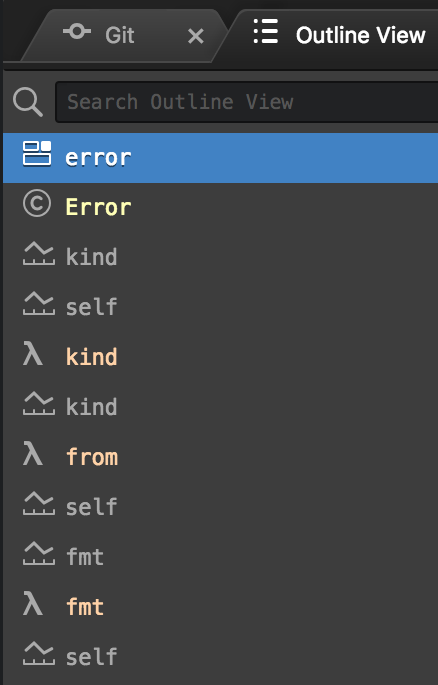 Git
Outline View
Search Outline View
error
Error
kind
self
λ kind
kind
λ from
self
fmt
λ fmt
self